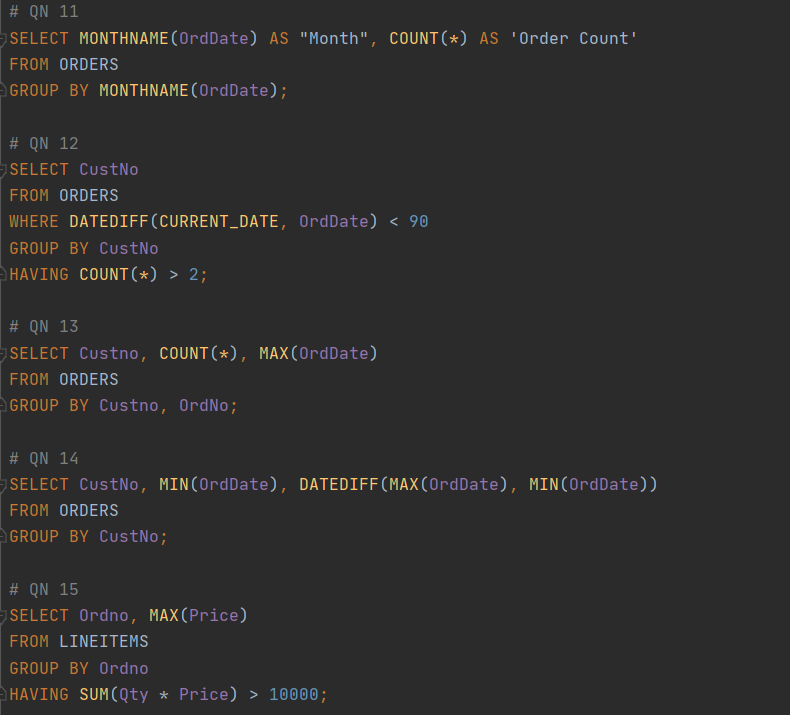 # QN 11
SELECT MONTHNAME(OrdDate) AS "Month", COUNT(*) AS 'Order Count'
FROM ORDERS
GROUP BY MONTHNAME(OrdDate);
# QN 12
SELECT CustNo
FROM ORDERS
WHERE DATEDIFF(CURRENT_DATE, OrdDate) < 90
GROUP BY CustNo
HAVING COUNT(*) > 2;
# QN 13
SELECT Custno, COUNT(*), MAX(OrdDate)
FROM ORDERS
GROUP BY Custno, OrdNo;
# QN 14
SELECT CustNo, MIN(OrdDate), DATEDIFF(MAX(OrdDate), MIN(OrdDate))
FROM ORDERS
GROUP BY CustNo;
# QN 15
SELECT Ordno, MAX(Price)
FROM LINEITEMS
GROUP BY Ordno
HAVING SUM(Qty * Price) > 10000;